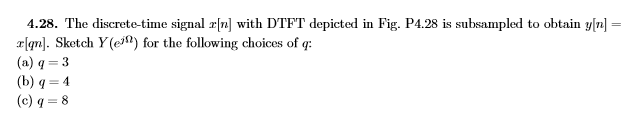 4.28. The discrete-time signal x[n] with DTFT depicted in Fig. P4.28 is subsampled to obtain y[n] =
x[qn]. Sketch Y(e^{jΩ}) for the following choices of q:
(a) q = 3
(b) q = 4
(c) q = 8